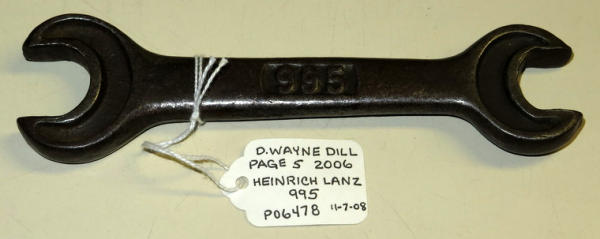 995
D. WAYNE DILL
PAGE 5 2006
HEINRICH LANZ
995
P06478 11-7-08